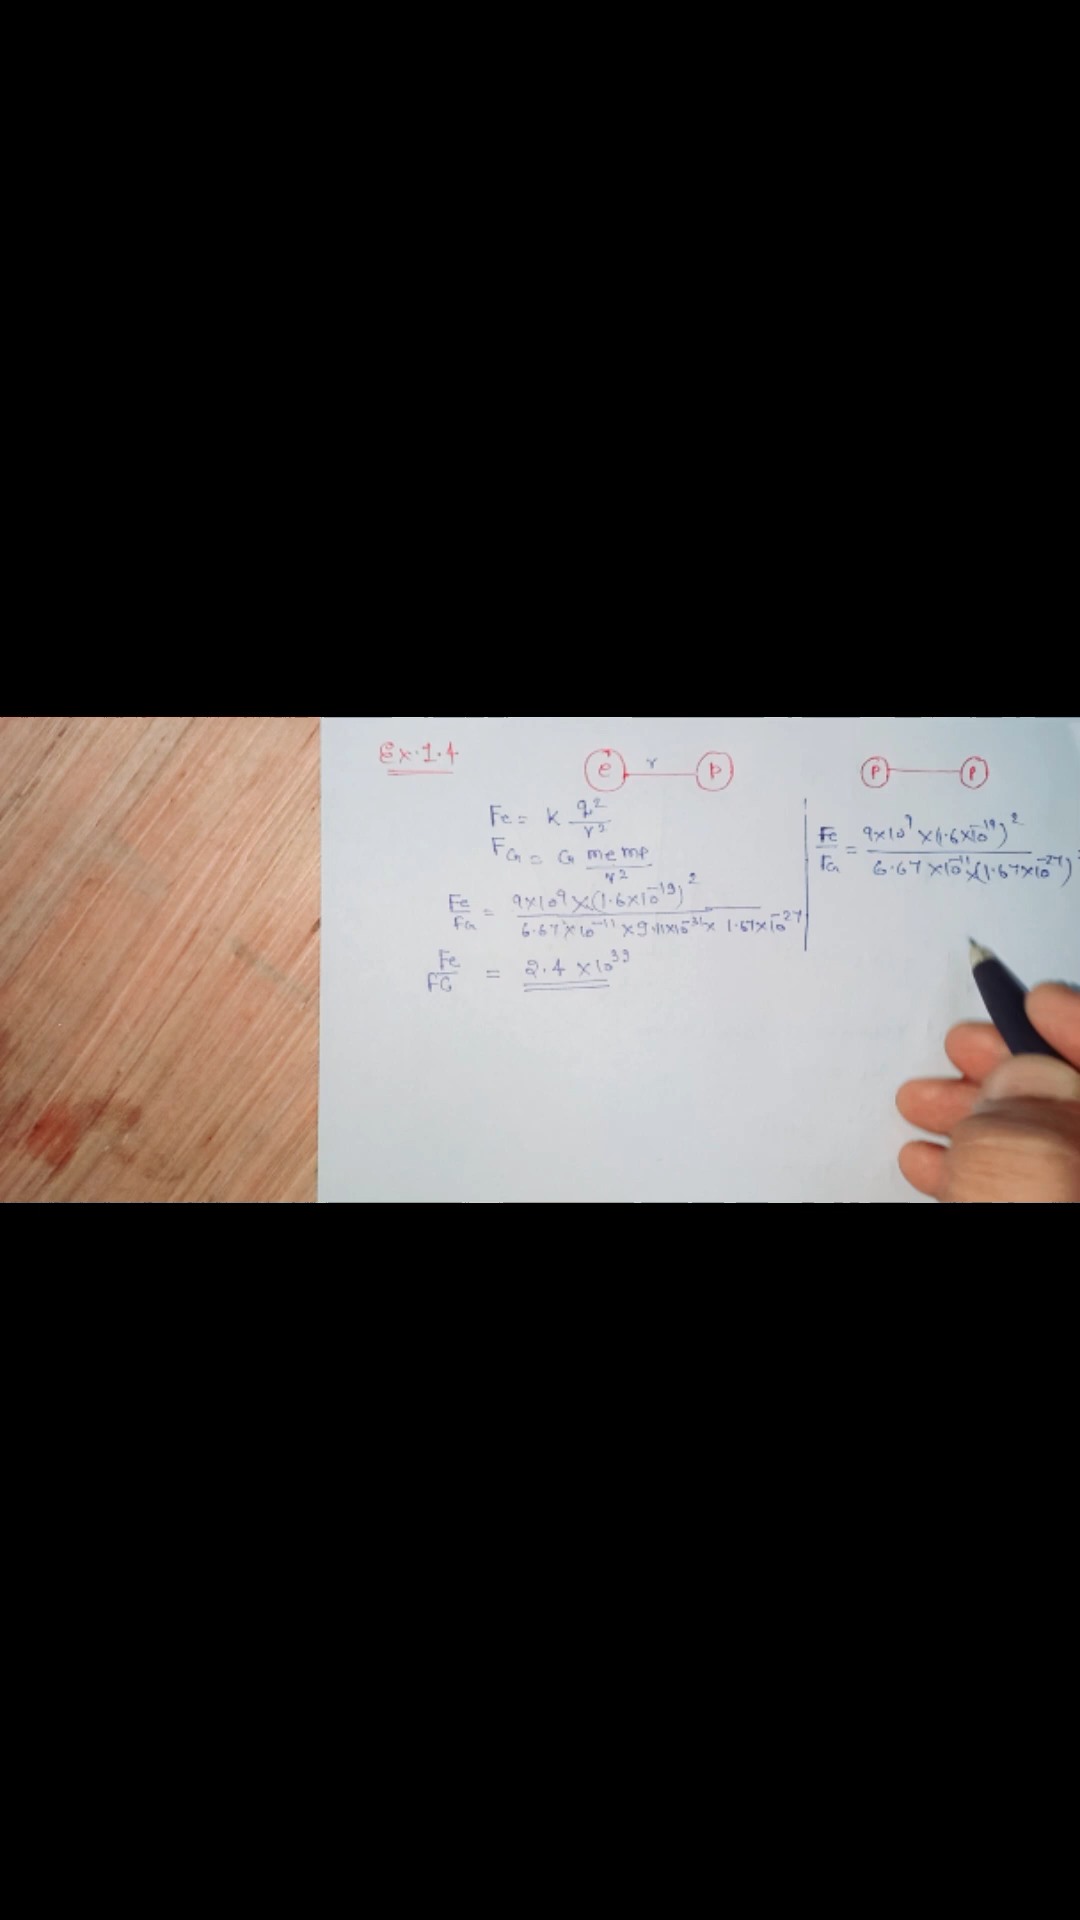 Ex.1.4
e r p
Fe = K q²/r²
FG = G me mp/r²
Fe/FG = 9×10⁹×(1.6×10⁻¹⁹)²/6.67×10⁻¹¹×9.11×10⁻³¹×1.67×10⁻²⁷
Fe/FG = 2.4×10³⁹
P P
Fe/FG = 9×10⁹×(1.6×10⁻¹⁹)²/6.67×10⁻¹¹×(1.67×10⁻²⁷)